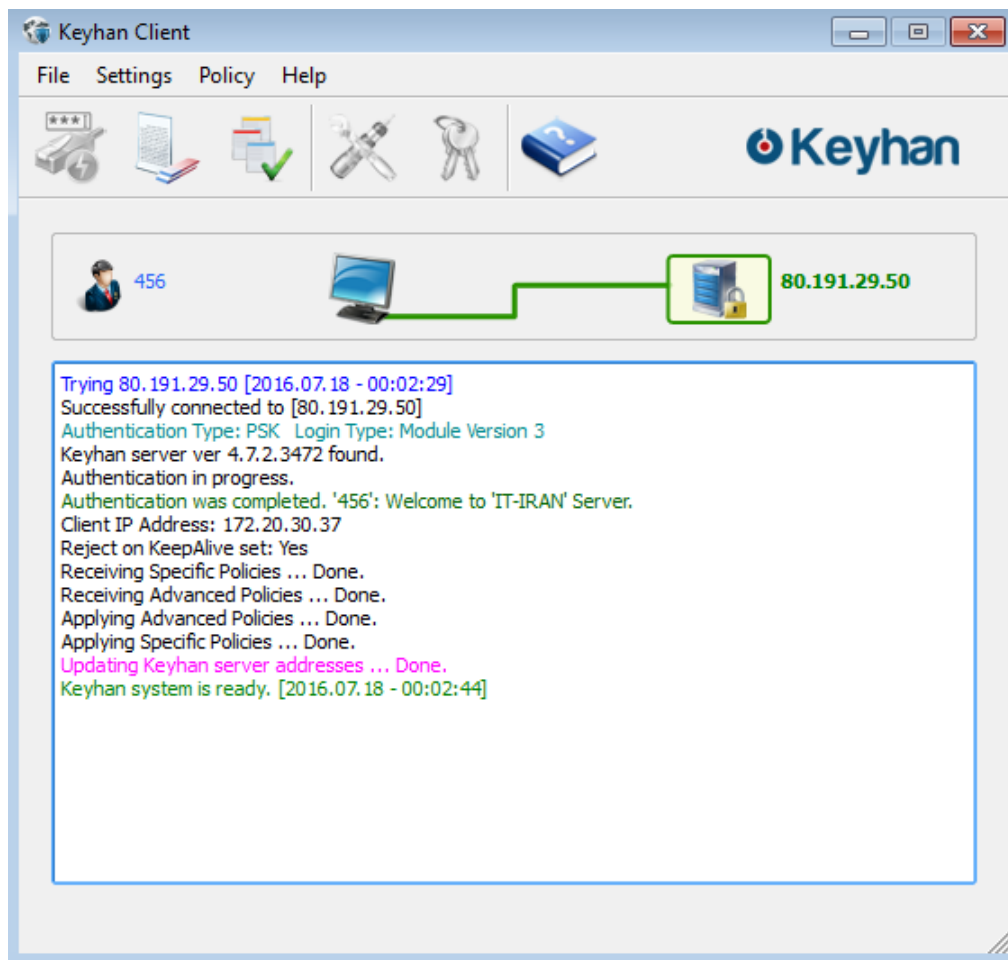 Keyhan Client
File Settings Policy Help
***
Keyhan
456
80.191.29.50
Trying 80.191.29.50 [2016.07.18 - 00:02:29]
Successfully connected to [80.191.29.50]
Authentication Type: PSK Login Type: Module Version 3
Keyhan server ver 4.7.2.3472 found.
Authentication in progress.
Authentication was completed. '456': Welcome to 'IT-IRAN' Server.
Client IP Address: 172.20.30.37
Reject on KeepAlive set: Yes
Receiving Specific Policies ... Done.
Receiving Advanced Policies ... Done.
Applying Advanced Policies ... Done.
Applying Specific Policies ... Done.
Updating Keyhan server addresses ... Done.
Keyhan system is ready. [2016.07.18 - 00:02:44]